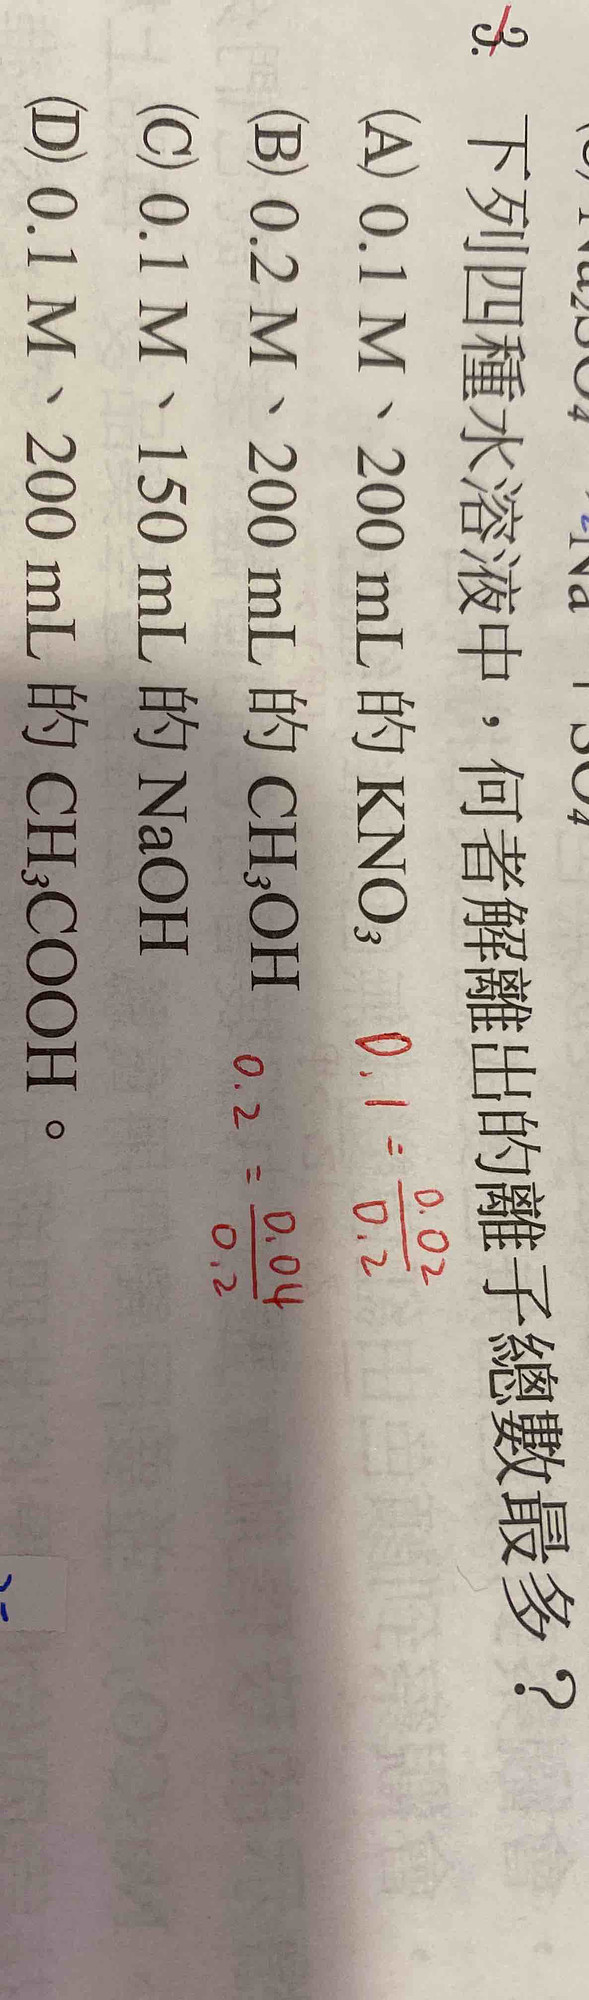 Na₂SO₄ 2Na SO₄
3. 下列四種水溶液中，何者解離出的離子總數最多？
(A) 0.1 M、200 mL 的 KNO₃ 0.1 = 0.02 / 0.2
(B) 0.2 M、200 mL 的 CH₃OH 0.2 = 0.04 / 0.2
(C) 0.1 M、150 mL 的 NaOH
(D) 0.1 M、200 mL 的 CH₃COOH。